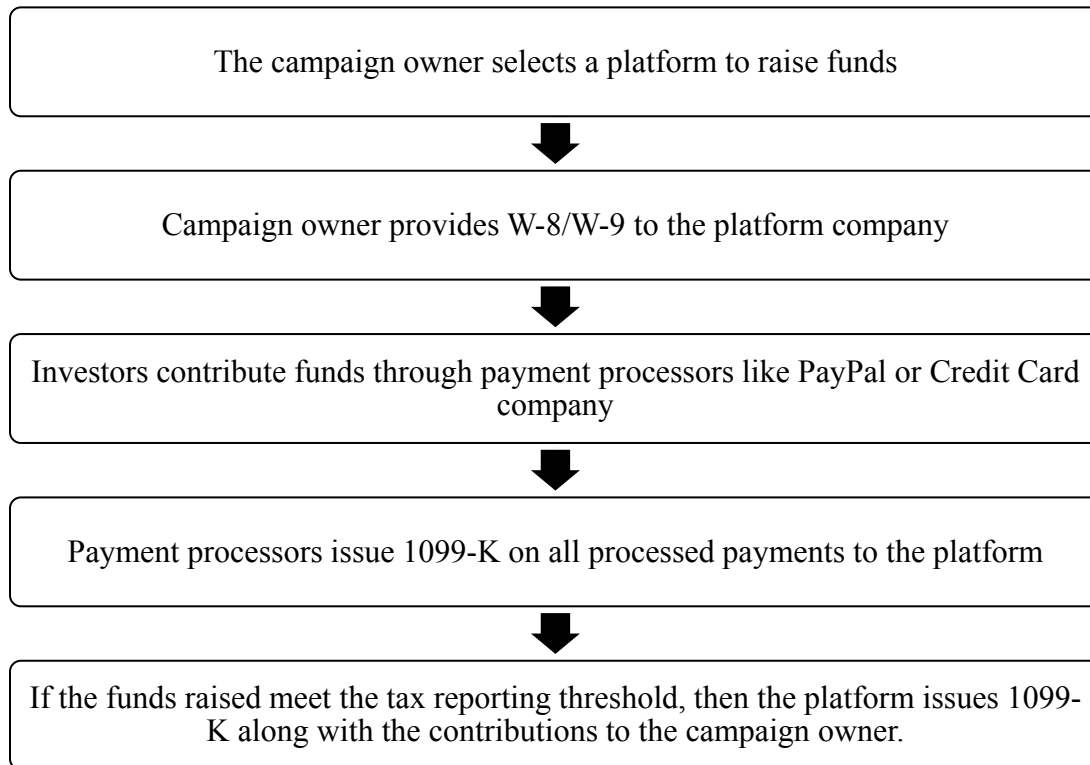 The campaign owner selects a platform to raise funds
Campaign owner provides W-8/W-9 to the platform company
Investors contribute funds through payment processors like PayPal or Credit Card
company
Payment processors issue 1099-K on all processed payments to the platform
If the funds raised meet the tax reporting threshold, then the platform issues 1099-
K along with the contributions to the campaign owner.